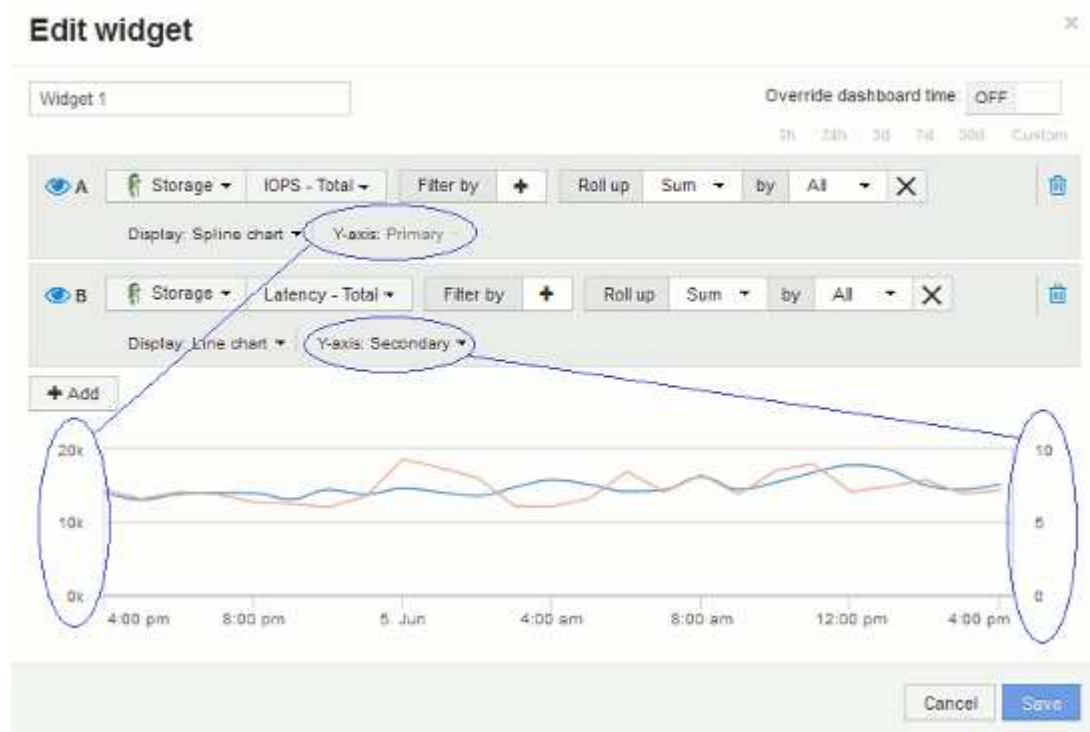 Edit widget
Widget 1
Override dashboard time OFF
3h 24h 3d 7d 30d Custom
A Storage IOPS - Total Filter by + Roll up Sum by All
Display: Spline chart Y-axis: Primary
B Storage Latency - Total Filter by + Roll up Sum by All
Display: Line chart Y-axis: Secondary
+ Add
20k 10
10k 5
0k 0
4:00 pm 8:00 pm 5. Jun 4:00 am 8:00 am 12:00 pm 4:00 pm
Cancel Save